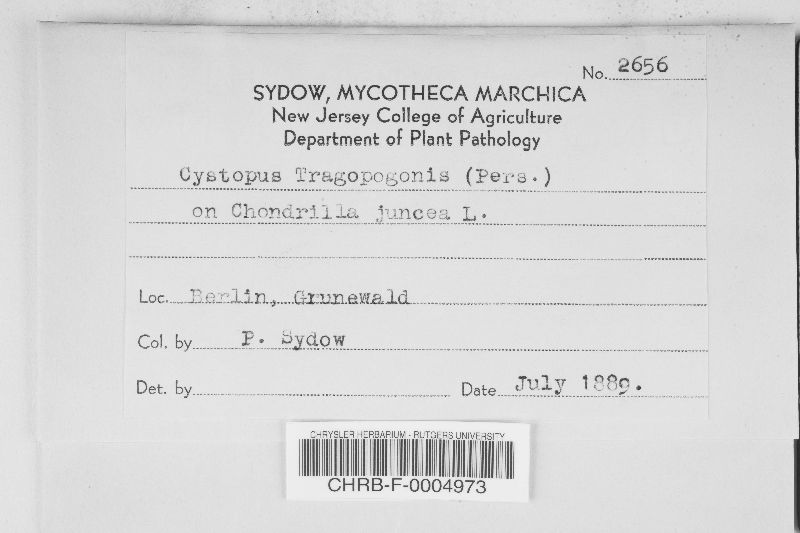 No. 2656
SYDOW, MYCOTHECA MARCHICA
New Jersey College of Agriculture
Department of Plant Pathology
Cystopus Tragopogonis (Pers.)
on Chondrilla juncea L.
Loc. Berlin, Grunewald
Col. by P. Sydow
Det. by Date July 1889.
CHRYSLER HERBARIUM - RUTGERS UNIVERSITY
CHRB-F-0004973